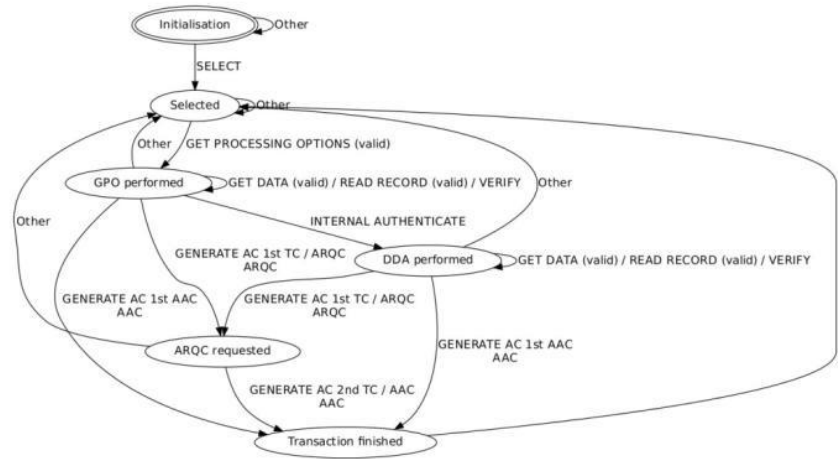 Initialisation
Other
SELECT
Selected
Other
Other
GET PROCESSING OPTIONS (valid)
GPO performed
GET DATA (valid) / READ RECORD (valid) / VERIFY
Other
Other
INTERNAL AUTHENTICATE
GENERATE AC 1st TC / ARQC
ARQC
DDA performed
GET DATA (valid) / READ RECORD (valid) / VERIFY
GENERATE AC 1st AAC
AAC
GENERATE AC 1st TC / ARQC
ARQC
ARQC requested
GENERATE AC 1st AAC
AAC
GENERATE AC 2nd TC / AAC
AAC
Transaction finished